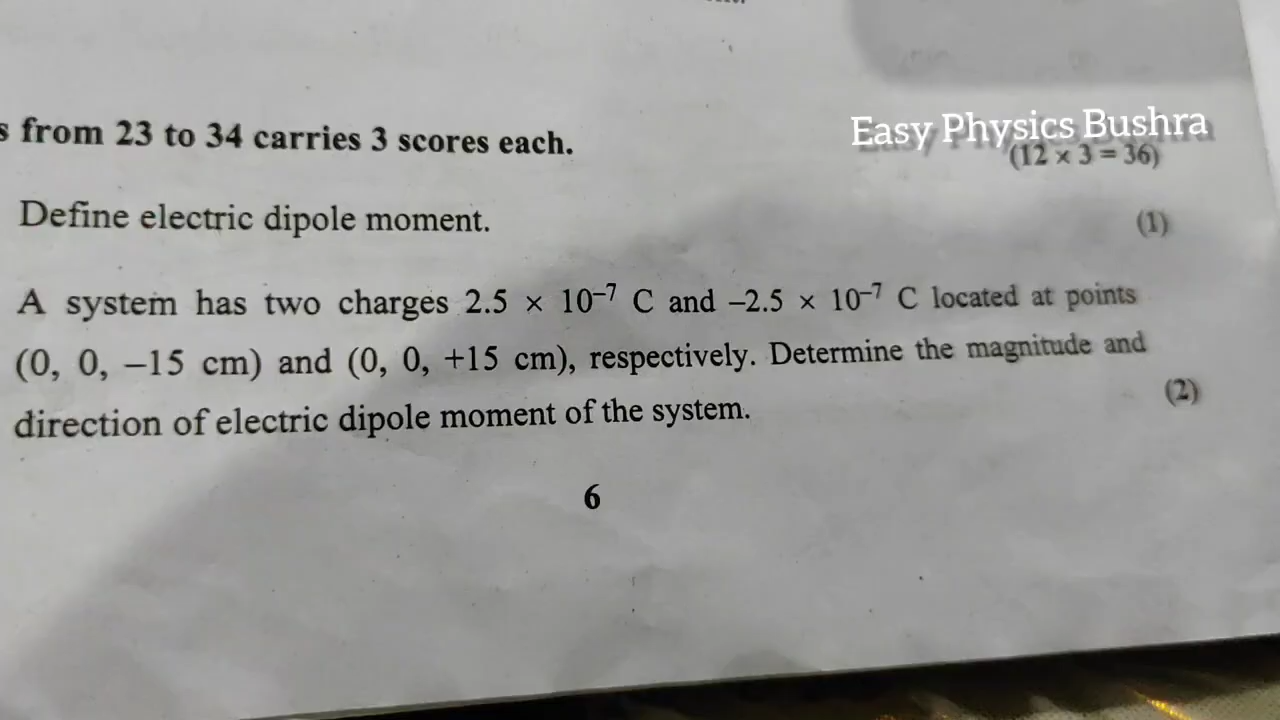 s from 23 to 34 carries 3 scores each.
Easy Physics Bushra
(12 × 3 = 36)
Define electric dipole moment. (1)
A system has two charges 2.5 × 10⁻⁷ C and –2.5 × 10⁻⁷ C located at points
(0, 0, –15 cm) and (0, 0, +15 cm), respectively. Determine the magnitude and
direction of electric dipole moment of the system. (2)
6